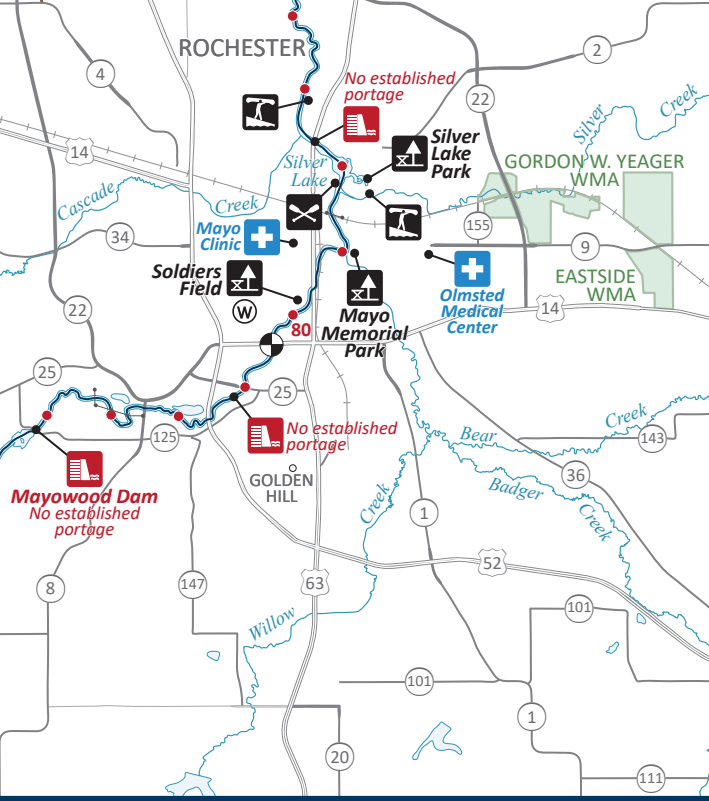 ROCHESTER
2
4
No established
portage
22
Silver
Creek
14
Silver
Lake
Park
GORDON W. YEAGER
WMA
Silver
Lake
Cascade
Creek
155
Mayo
Clinic
34
9
Soldiers
Field
EASTSIDE
WMA
Olmsted
Medical
Center
W
22
14
80
Mayo
Memorial
Park
25
25
Creek
125
No established
portage
Bear
143
GOLDEN
HILL
36
Mayowood Dam
No established
portage
Badger
Creek
Creek
1
52
8
147
63
101
Willow
101
1
20
111